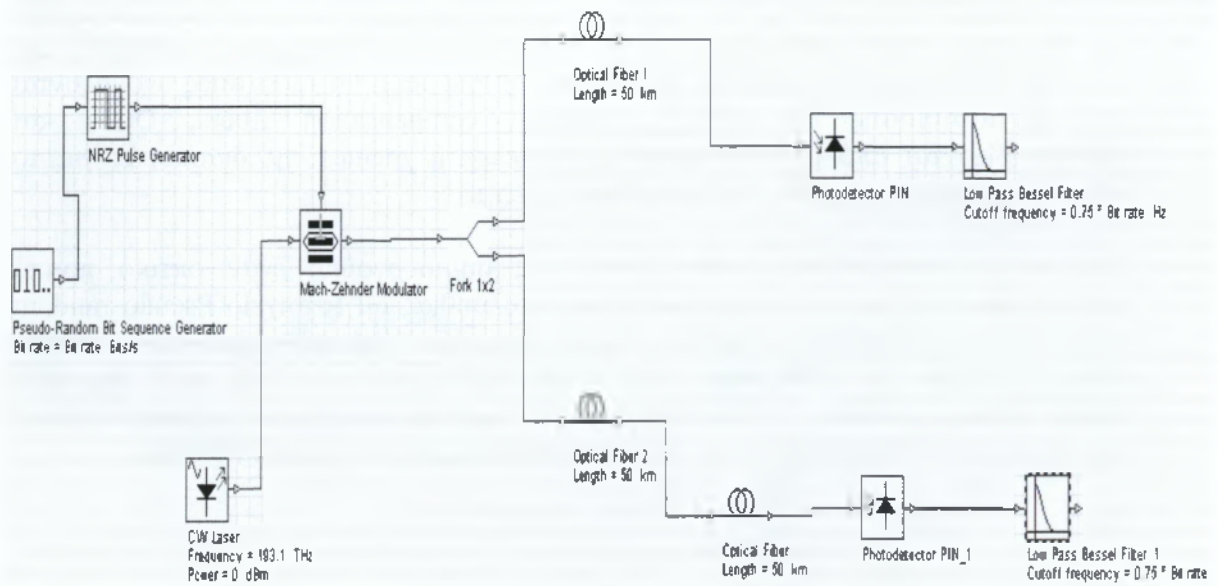 Optical Fiber 1
Length = 50 km
NRZ Pulse Generator
Photodetector PIN
Low Pass Bessel Filter
Cutoff frequency = 0.75 * Bit rate Hz
010..
Mach-Zehnder Modulator
Fork 1x2
Pseudo-Random Bit Sequence Generator
Bit rate = Bit rate Bits/s
Optical Fiber 2
Length = 50 km
CW Laser
Frequency = 193.1 THz
Power = 0 dBm
Optical Fiber
Length = 50 km
Photodetector PIN_1
Low Pass Bessel Filter 1
Cutoff frequency = 0.75 * Bit rate